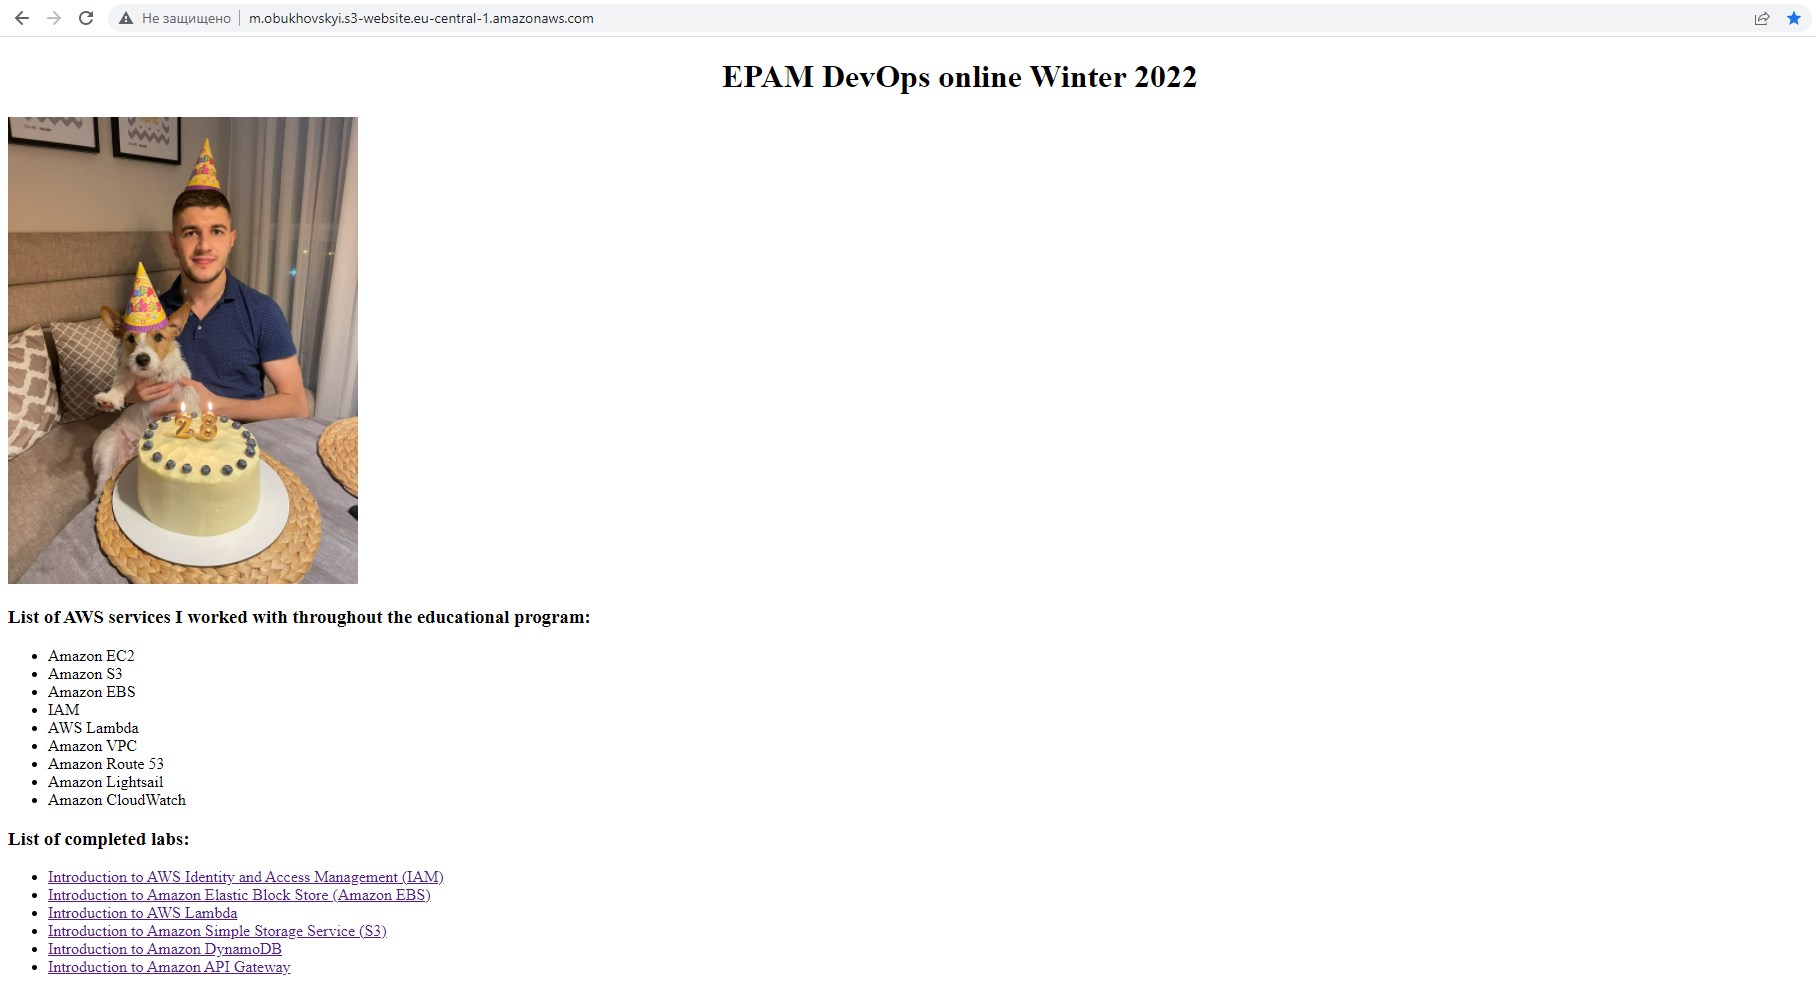 Не защищено
m.obukhovskyi.s3-website.eu-central-1.amazonaws.com
EPAM DevOps online Winter 2022
28
List of AWS services I worked with throughout the educational program:
Amazon EC2
Amazon S3
Amazon EBS
IAM
AWS Lambda
Amazon VPC
Amazon Route 53
Amazon Lightsail
Amazon CloudWatch
List of completed labs:
Introduction to AWS Identity and Access Management (IAM)
Introduction to Amazon Elastic Block Store (Amazon EBS)
Introduction to AWS Lambda
Introduction to Amazon Simple Storage Service (S3)
Introduction to Amazon DynamoDB
Introduction to Amazon API Gateway